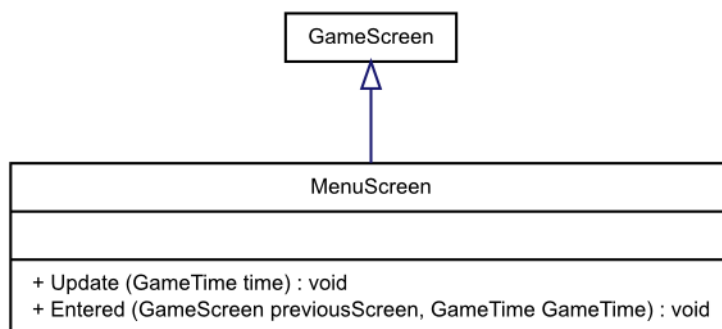 GameScreen
MenuScreen
+ Update (GameTime time) : void
+ Entered (GameScreen previousScreen, GameTime GameTime) : void